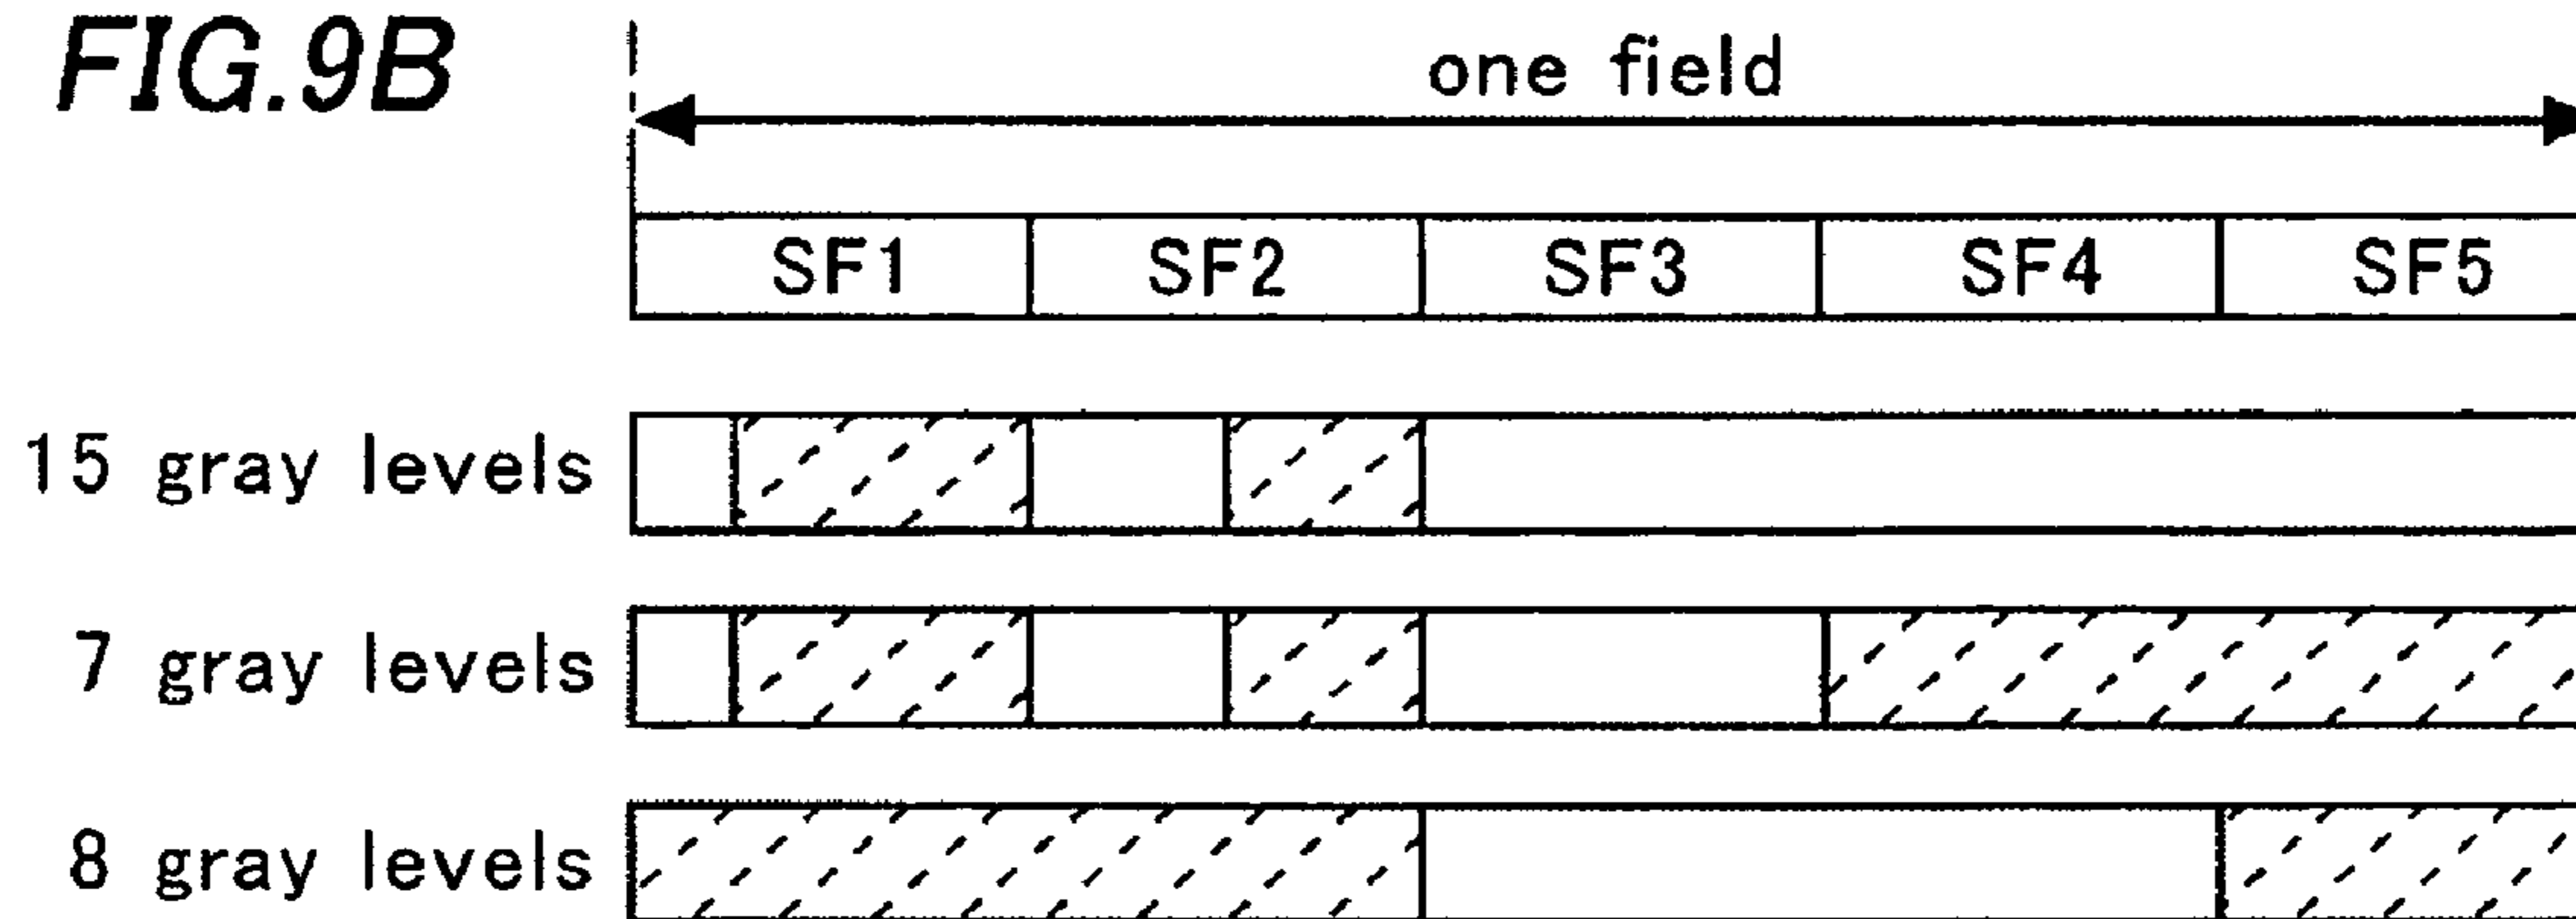 FIG.9B
one field
SF1 SF2 SF3 SF4 SF5
15 gray levels
7 gray levels
8 gray levels